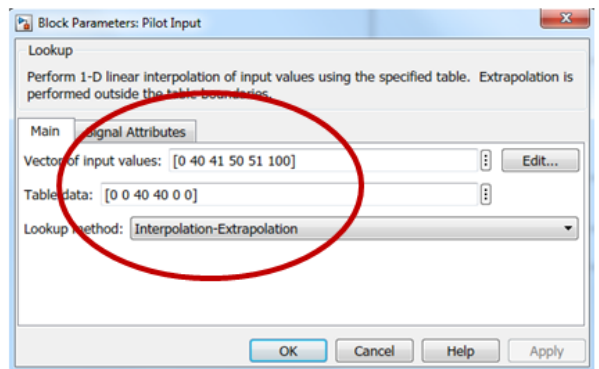 Block Parameters: Pilot Input
Lookup
Perform 1-D linear interpolation of input values using the specified table. Extrapolation is
performed outside the table boundaries.
Main Signal Attributes
Vector of input values: [0 40 41 50 51 100] Edit...
Table data: [0 0 40 40 0 0]
Lookup method: Interpolation-Extrapolation
OK Cancel Help Apply